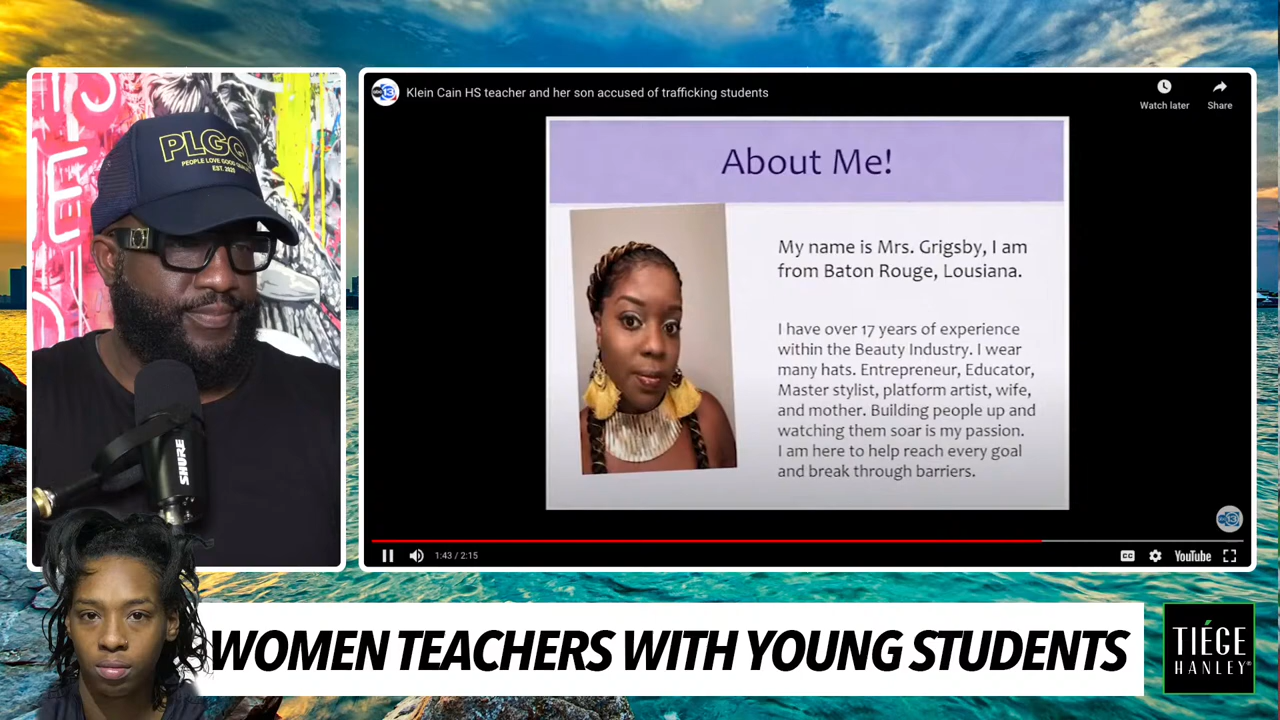 PLGQ
PEOPLE LOVE GOOD
EST. 2020
SHURE
13
Klein Cain HS teacher and her son accused of trafficking students
Watch later
Share
About Me!
My name is Mrs. Grigsby, I am
from Baton Rouge, Lousiana.
I have over 17 years of experience
within the Beauty Industry. I wear
many hats. Entrepreneur, Educator,
Master stylist, platform artist, wife,
and mother. Building people up and
watching them soar is my passion.
I am here to help reach every goal
and break through barriers.
1:43 / 2:15
CC
YouTube
WOMEN TEACHERS WITH YOUNG STUDENTS
TIÉGE
HANLEY®